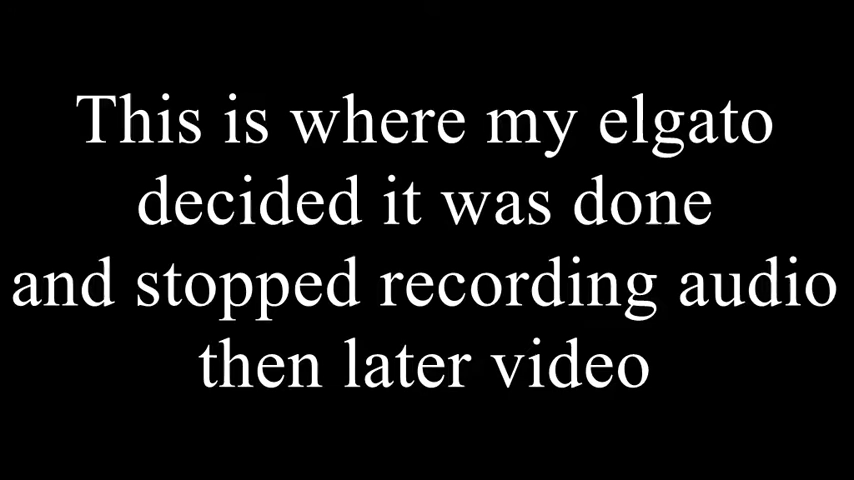 This is where my elgato
decided it was done
and stopped recording audio
then later video